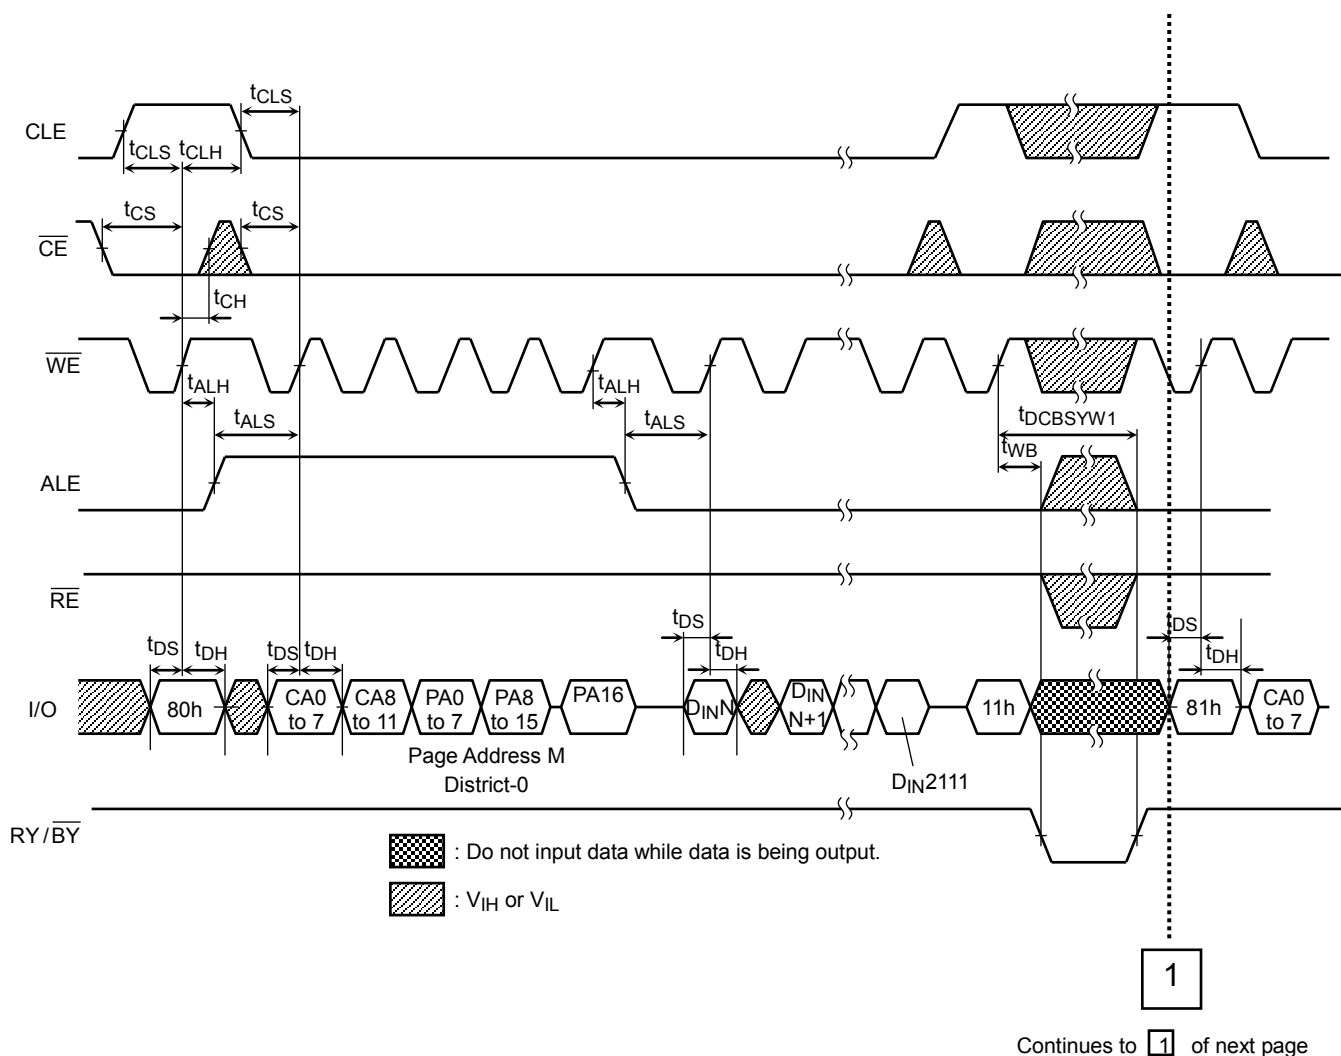 tCLS
CLE
tCLS tCLH
tCS tCS
CE
tCH
WE
tALH tALH
tALS tALS tDCBSYW1
tWB
ALE
RE
tDS tDH tDS tDH tDS tDH DS tDH
I/O 80h CA0 to 7 CA8 to 11 PA0 to 7 PA8 to 15 PA16 DINN DIN N+1 11h 81h CA0 to 7
Page Address M
District-0
DIN2111
RY/BY
: Do not input data while data is being output.
: VIH or VIL
1
Continues to 1 of next page